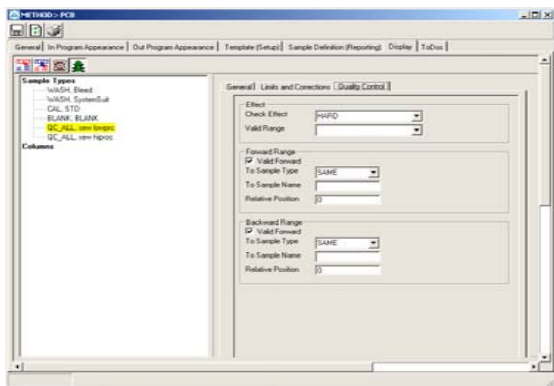 METHOD > PCB
General In Program Appearance Out Program Appearance Template (Setup) Sample Definition (Reporting) Display ToDos
Sample Types
WASH, Bleed
WASH, SystemSuit
CAL, STD
BLANK, BLANK
QC_ALL, sew lowpro
QC_ALL, sew hipros
Columns
General Limits and Corrections Quality Control
Effect
Check Effect HARD
Valid Range
Forward Range
Valid Forward
To Sample Type SAME
To Sample Name
Relative Position 0
Backward Range
Valid Forward
To Sample Type SAME
To Sample Name
Relative Position 0